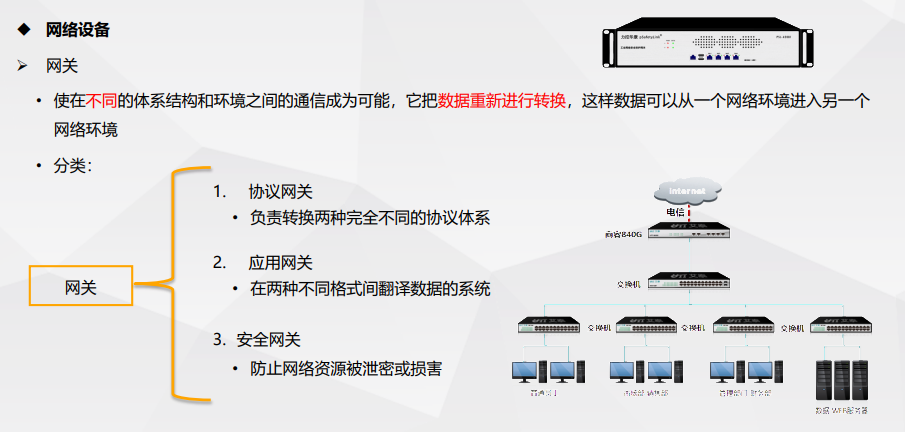 ◆ 网络设备
➢ 网关
• 使在不同的体系结构和环境之间的通信成为可能，它把数据重新进行转换，这样数据可以从一个网络环境进入另一个
网络环境
• 分类：
网关
1. 协议网关
• 负责转换两种完全不同的协议体系
2. 应用网关
• 在两种不同格式间翻译数据的系统
3. 安全网关
• 防止网络资源被泄密或损害
Internet
电信
商客840G
交换机
交换机 交换机 交换机
数据 WEB服务器